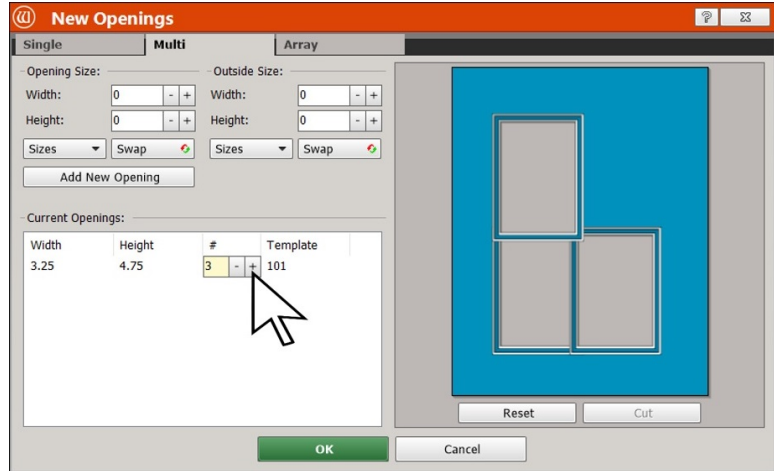 New Openings
Single Multi Array
Opening Size: Outside Size:
Width: 0 - + Width: 0 - +
Height: 0 - + Height: 0 - +
Sizes Swap Sizes Swap
Add New Opening
Current Openings:
Width Height # Template
3.25 4.75 3 - + 101
Reset Cut
OK Cancel